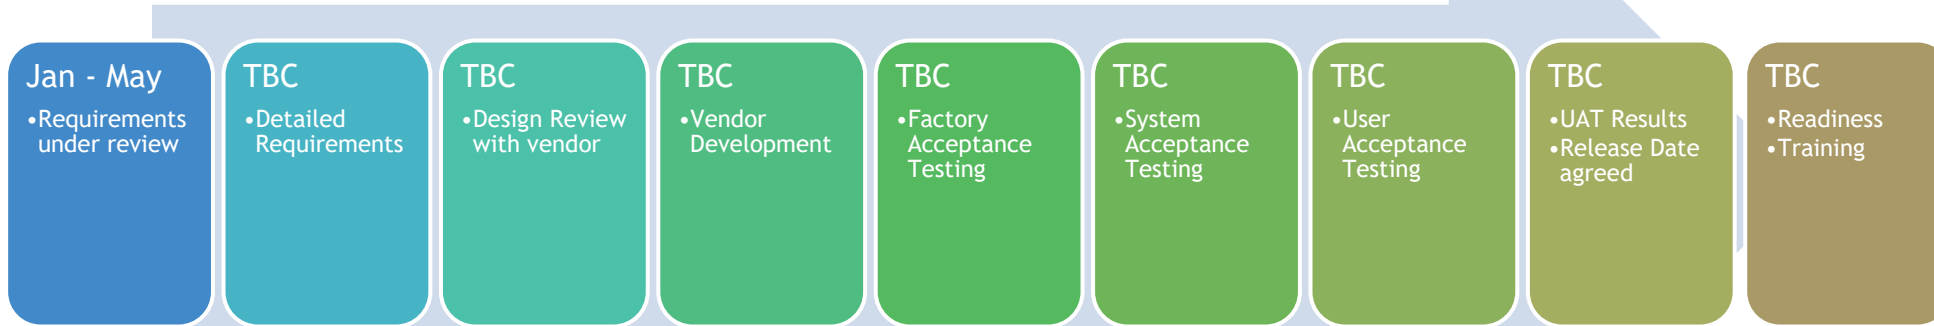 Jan - May
•Requirements
under review
TBC
•Detailed
Requirements
TBC
•Design Review
with vendor
TBC
•Vendor
Development
TBC
•Factory
Acceptance
Testing
TBC
•System
Acceptance
Testing
TBC
•User
Acceptance
Testing
TBC
•UAT Results
•Release Date
agreed
TBC
•Readiness
•Training